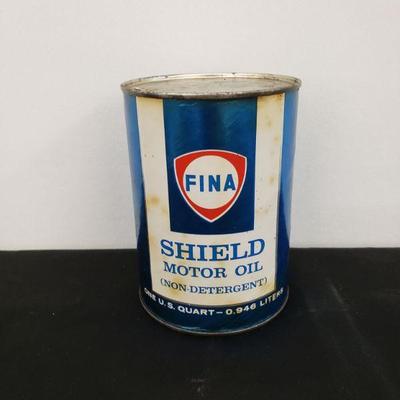 FINA
SHIELD
MOTOR OIL
(NON-DETERGENT)
ONE U.S. QUART – 0.946 LITERS